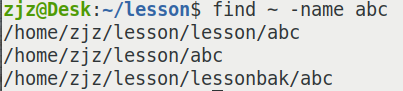 zjz@Desk:~/lesson$ find ~ -name abc
/home/zjz/lesson/lesson/abc
/home/zjz/lesson/abc
/home/zjz/lesson/lessonbak/abc